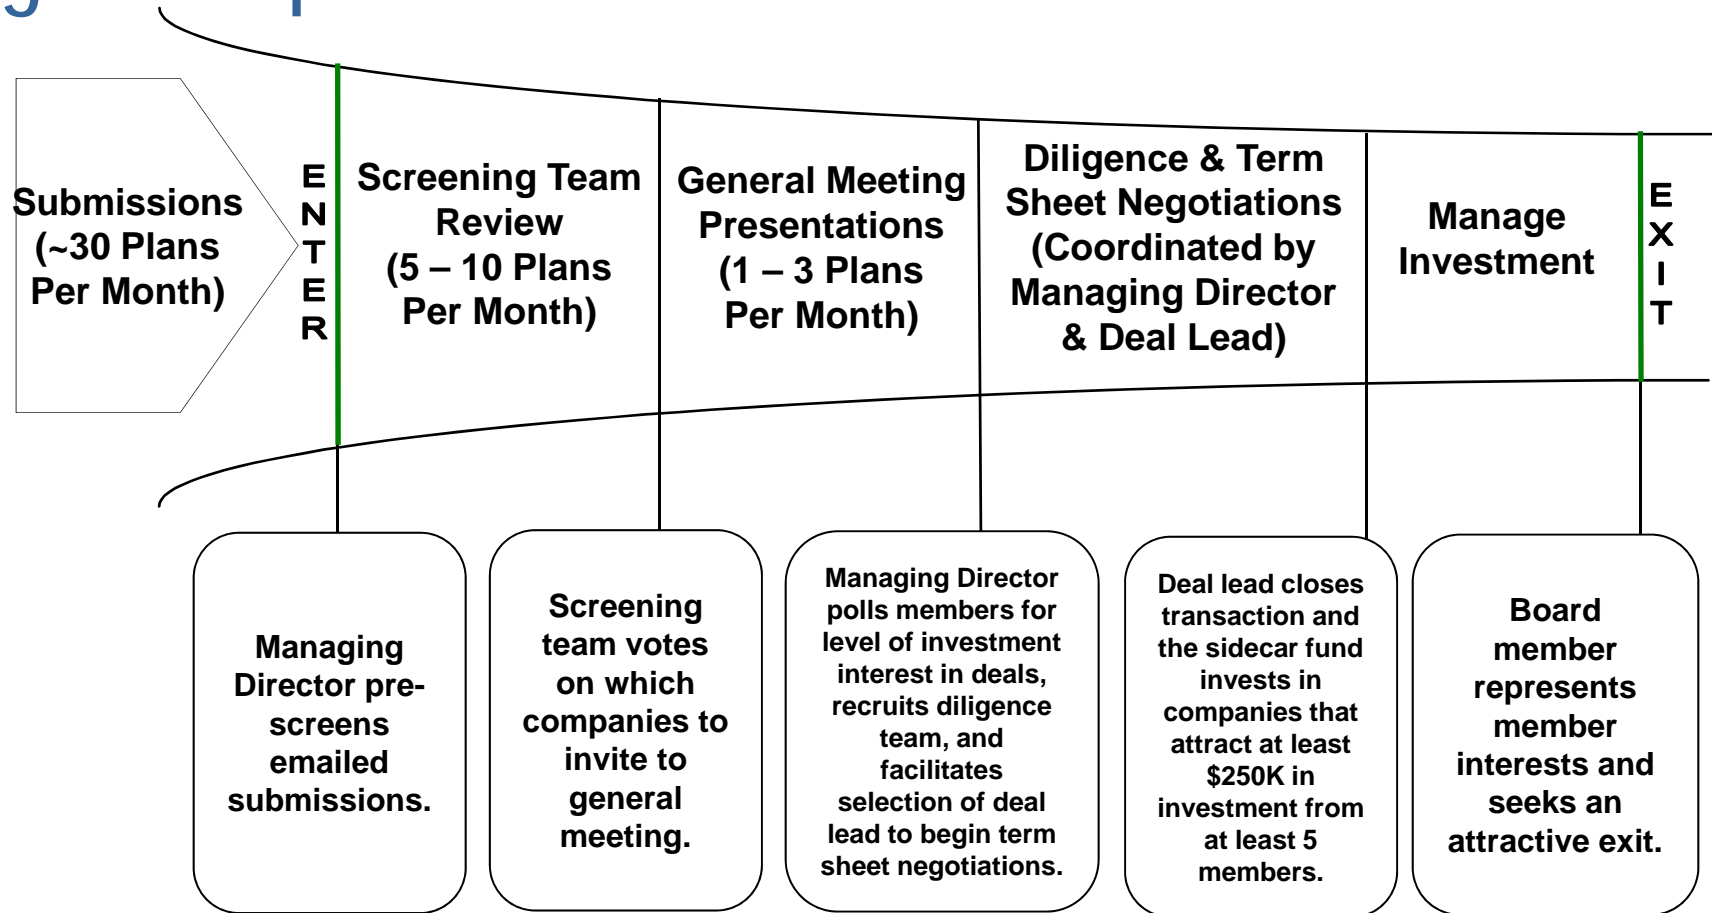 Submissions
(~30 Plans
Per Month)
E
N
T
E
R
Screening Team
Review
(5 – 10 Plans
Per Month)
General Meeting
Presentations
(1 – 3 Plans
Per Month)
Diligence & Term
Sheet Negotiations
(Coordinated by
Managing Director
& Deal Lead)
Manage
Investment
E
X
I
T
Managing
Director pre-
screens
emailed
submissions.
Screening
team votes
on which
companies to
invite to
general
meeting.
Managing Director
polls members for
level of investment
interest in deals,
recruits diligence
team, and
facilitates
selection of deal
lead to begin term
sheet negotiations.
Deal lead closes
transaction and
the sidecar fund
invests in
companies that
attract at least
$250K in
investment from
at least 5
members.
Board
member
represents
member
interests and
seeks an
attractive exit.